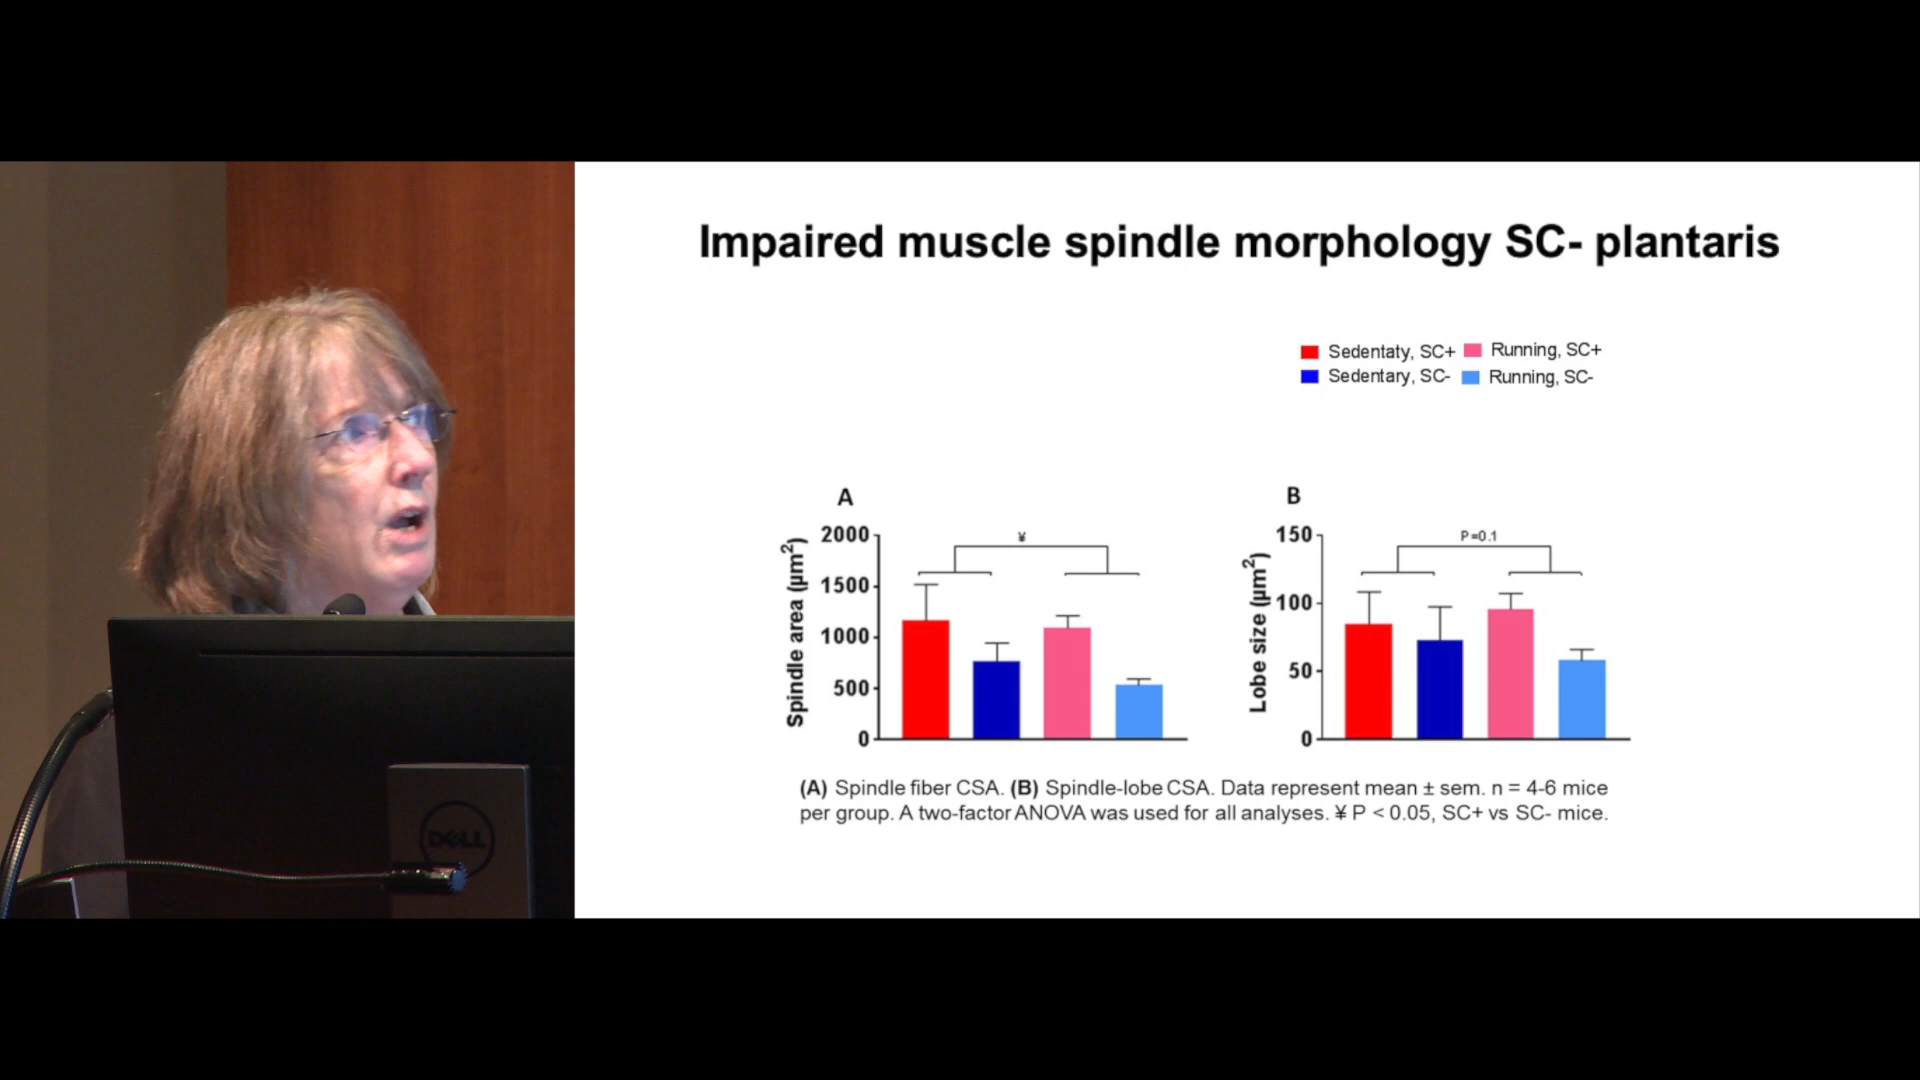 Impaired muscle spindle morphology SC- plantaris
Sedentaty, SC+ Running, SC+
Sedentary, SC- Running, SC-
A
2000
1500
1000
500
0
Spindle area (µm²)
¥
B
150
100
50
0
Lobe size (µm²)
P=0.1
(A) Spindle fiber CSA. (B) Spindle-lobe CSA. Data represent mean ± sem. n = 4-6 mice
per group. A two-factor ANOVA was used for all analyses. ¥ P < 0.05, SC+ vs SC- mice.
DELL